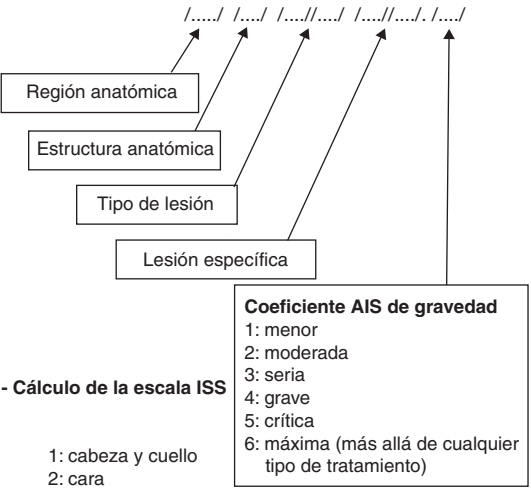 /...../ /..../ /....//..../ /....//..../. /..../
Región anatómica
Estructura anatómica
Tipo de lesión
Lesión específica
Coeficiente AIS de gravedad
1: menor
2: moderada
3: seria
4: grave
5: crítica
6: máxima (más allá de cualquier
tipo de tratamiento)
- Cálculo de la escala ISS
1: cabeza y cuello
2: cara